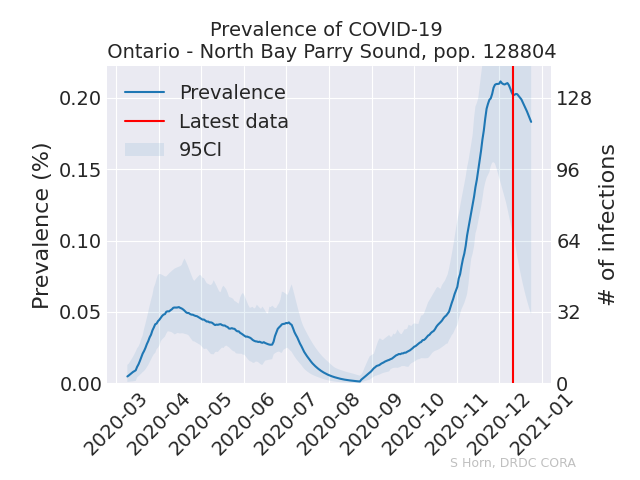 Prevalence of COVID-19
Ontario - North Bay Parry Sound, pop. 128804
Prevalence
Latest data
95CI
Prevalence (%)
0.20
0.15
0.10
0.05
0.00
128
96
64
32
0
# of infections
2020-03
2020-04
2020-05
2020-06
2020-07
2020-08
2020-09
2020-10
2020-11
2020-12
2021-01
S Horn, DRDC CORA